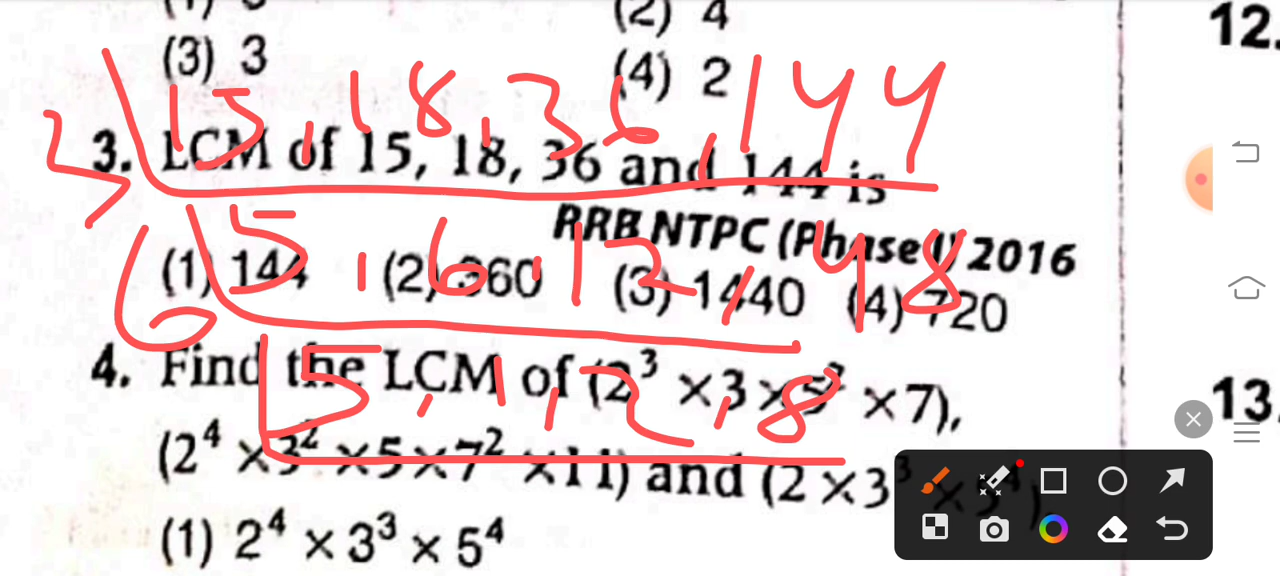 (2) 4
(3) 3 (4) 2
15, 18, 36, 144
3
3. LCM of 15, 18, 36 and 144 is
RRB NTPC (Phase I) 2016
5, 6, 12, 48
6
(1) 144 (2) 360 (3) 1440 (4) 720
5, 1, 2, 8
4. Find the LCM of (2³ ×3×5² ×7),
(2⁴ ×3² ×5×7² ×11) and (2×3³
(1) 2⁴ ×3³ ×5⁴
12.
13.